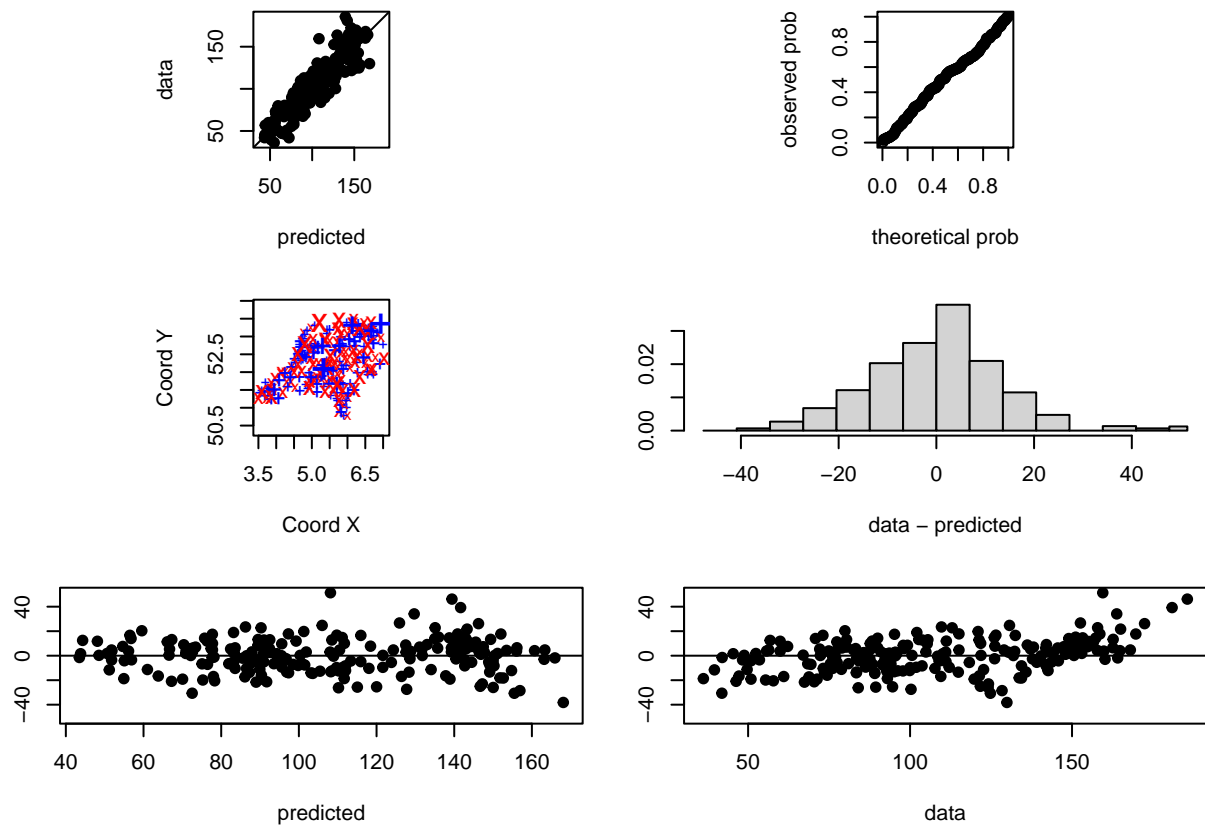 data
50 150
50 150
predicted
observed prob
0.0 0.4 0.8
0.0 0.4 0.8
theoretical prob
Coord Y
50.5 52.5
3.5 5.0 6.5
Coord X
0.00 0.02
−40 −20 0 20 40
data − predicted
−40 0 40
40 60 80 100 120 140 160
predicted
−40 0 40
50 100 150
data